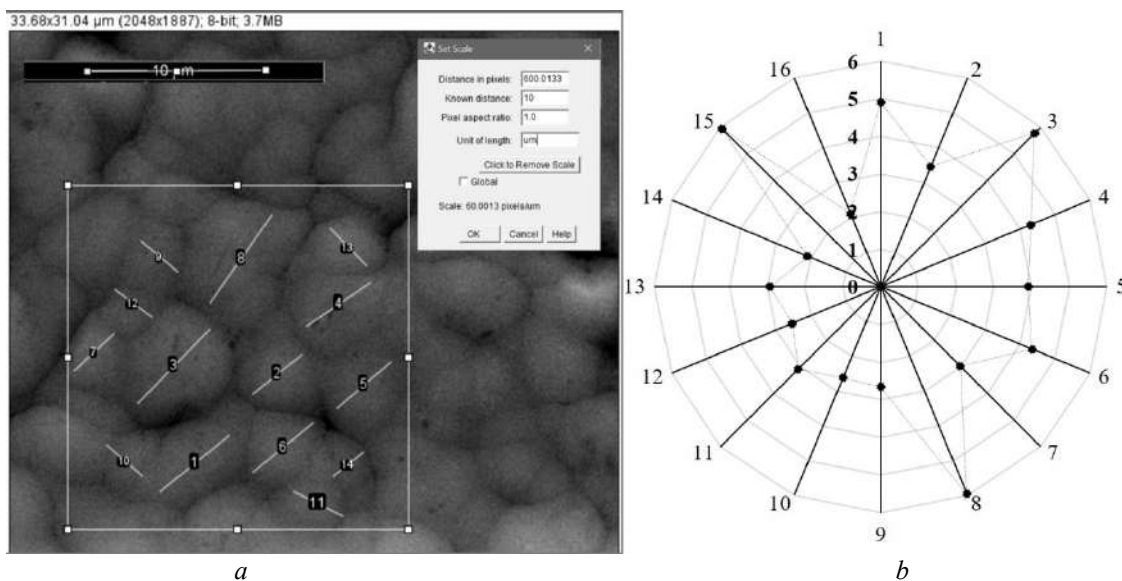 33.68x31.04 µm (2048x1887); 8-bit; 3.7MB
10 µm
Set Scale
Distance in pixels: 600.0133
Known distance: 10
Pixel aspect ratio: 1.0
Unit of length: um
Click to Remove Scale
Global
Scale: 60.0013 pixels/um
OK Cancel Help
9
8
13
12
4
7
3
2
5
10
1
6
14
11
a
1
16
2
6
15
5
3
4
3
14
4
2
1
13
0
5
12
6
11
7
10
8
9
b